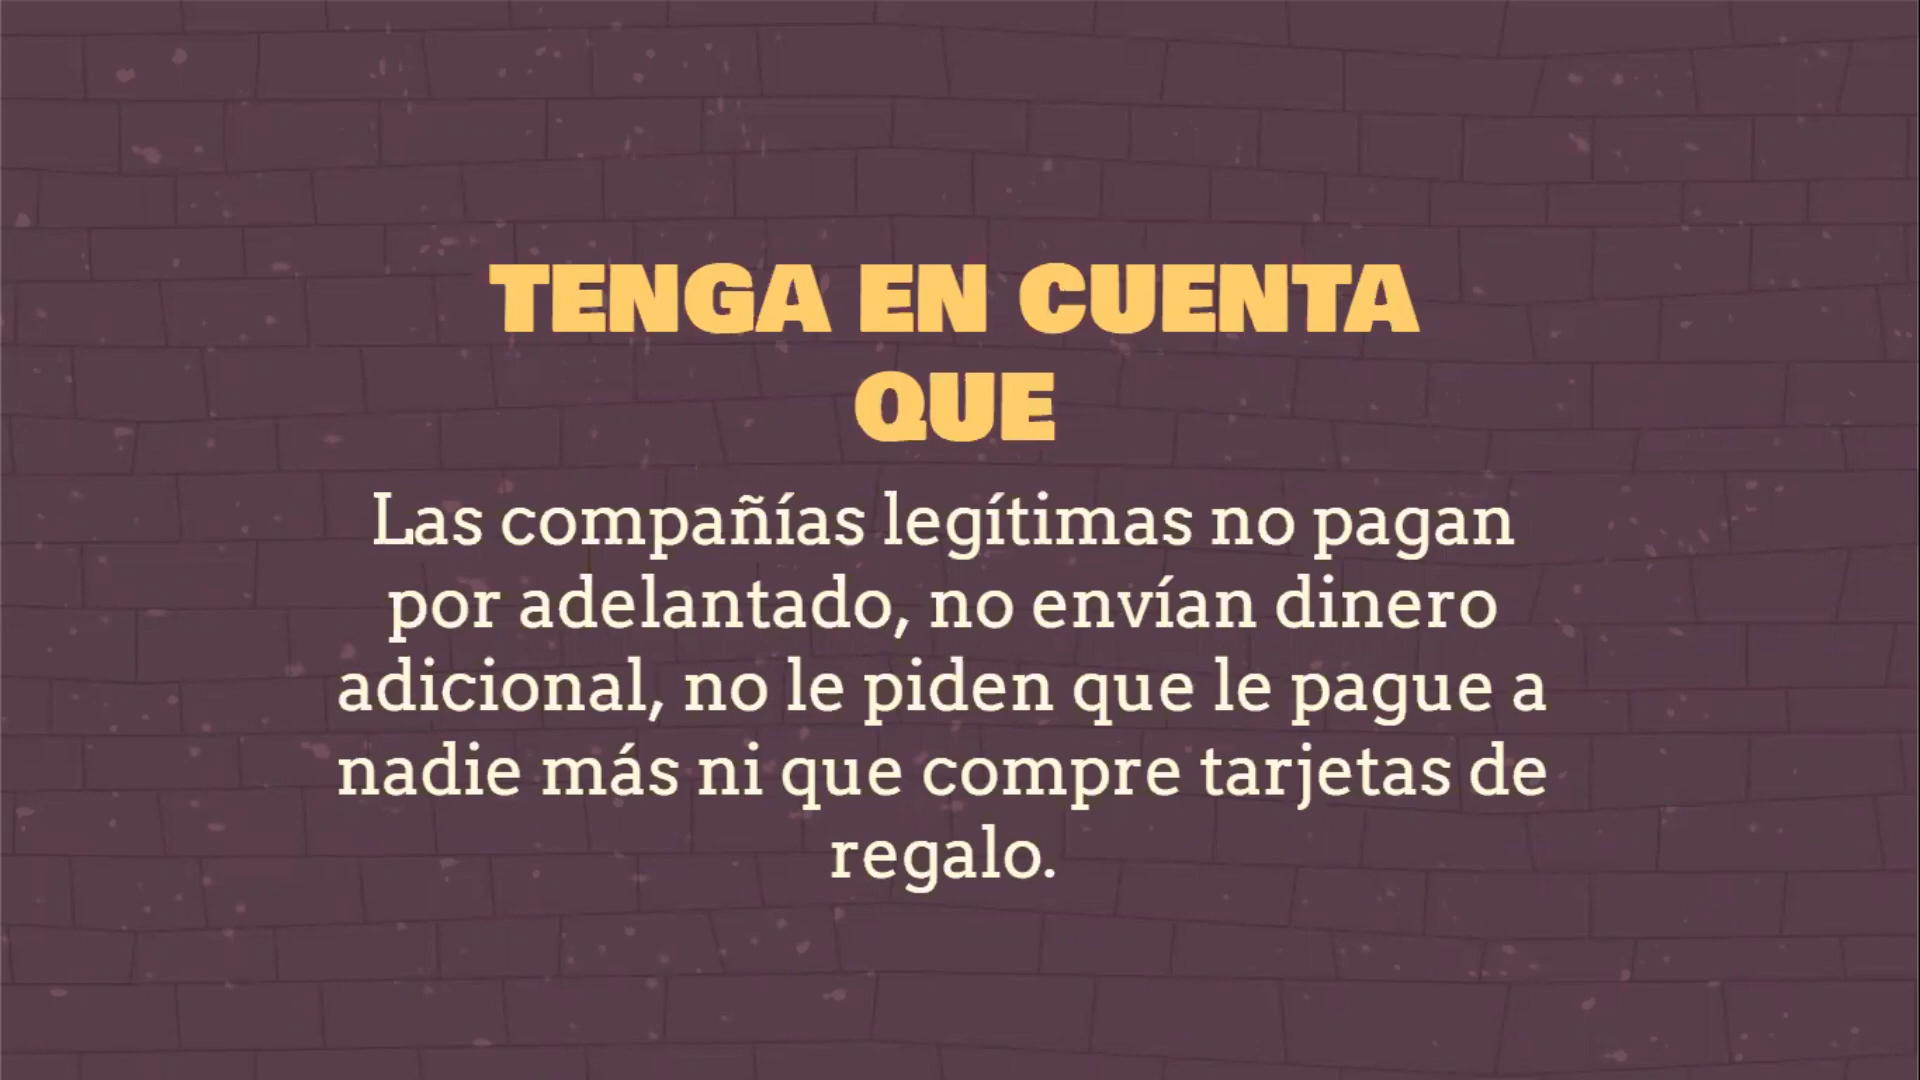 TENGA EN CUENTA
QUE
Las compañías legítimas no pagan
por adelantado, no envían dinero
adicional, no le piden que le pague a
nadie más ni que compre tarjetas de
regalo.